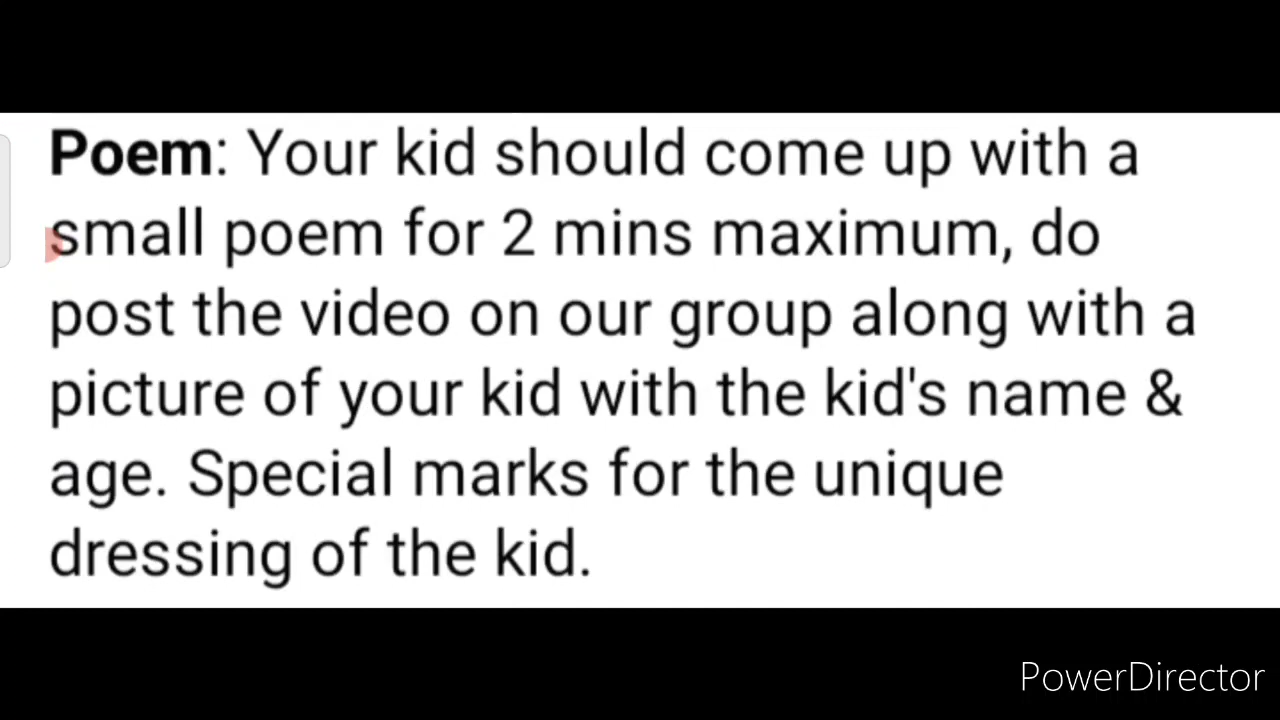 Poem: Your kid should come up with a
small poem for 2 mins maximum, do
post the video on our group along with a
picture of your kid with the kid's name &
age. Special marks for the unique
dressing of the kid.
PowerDirector